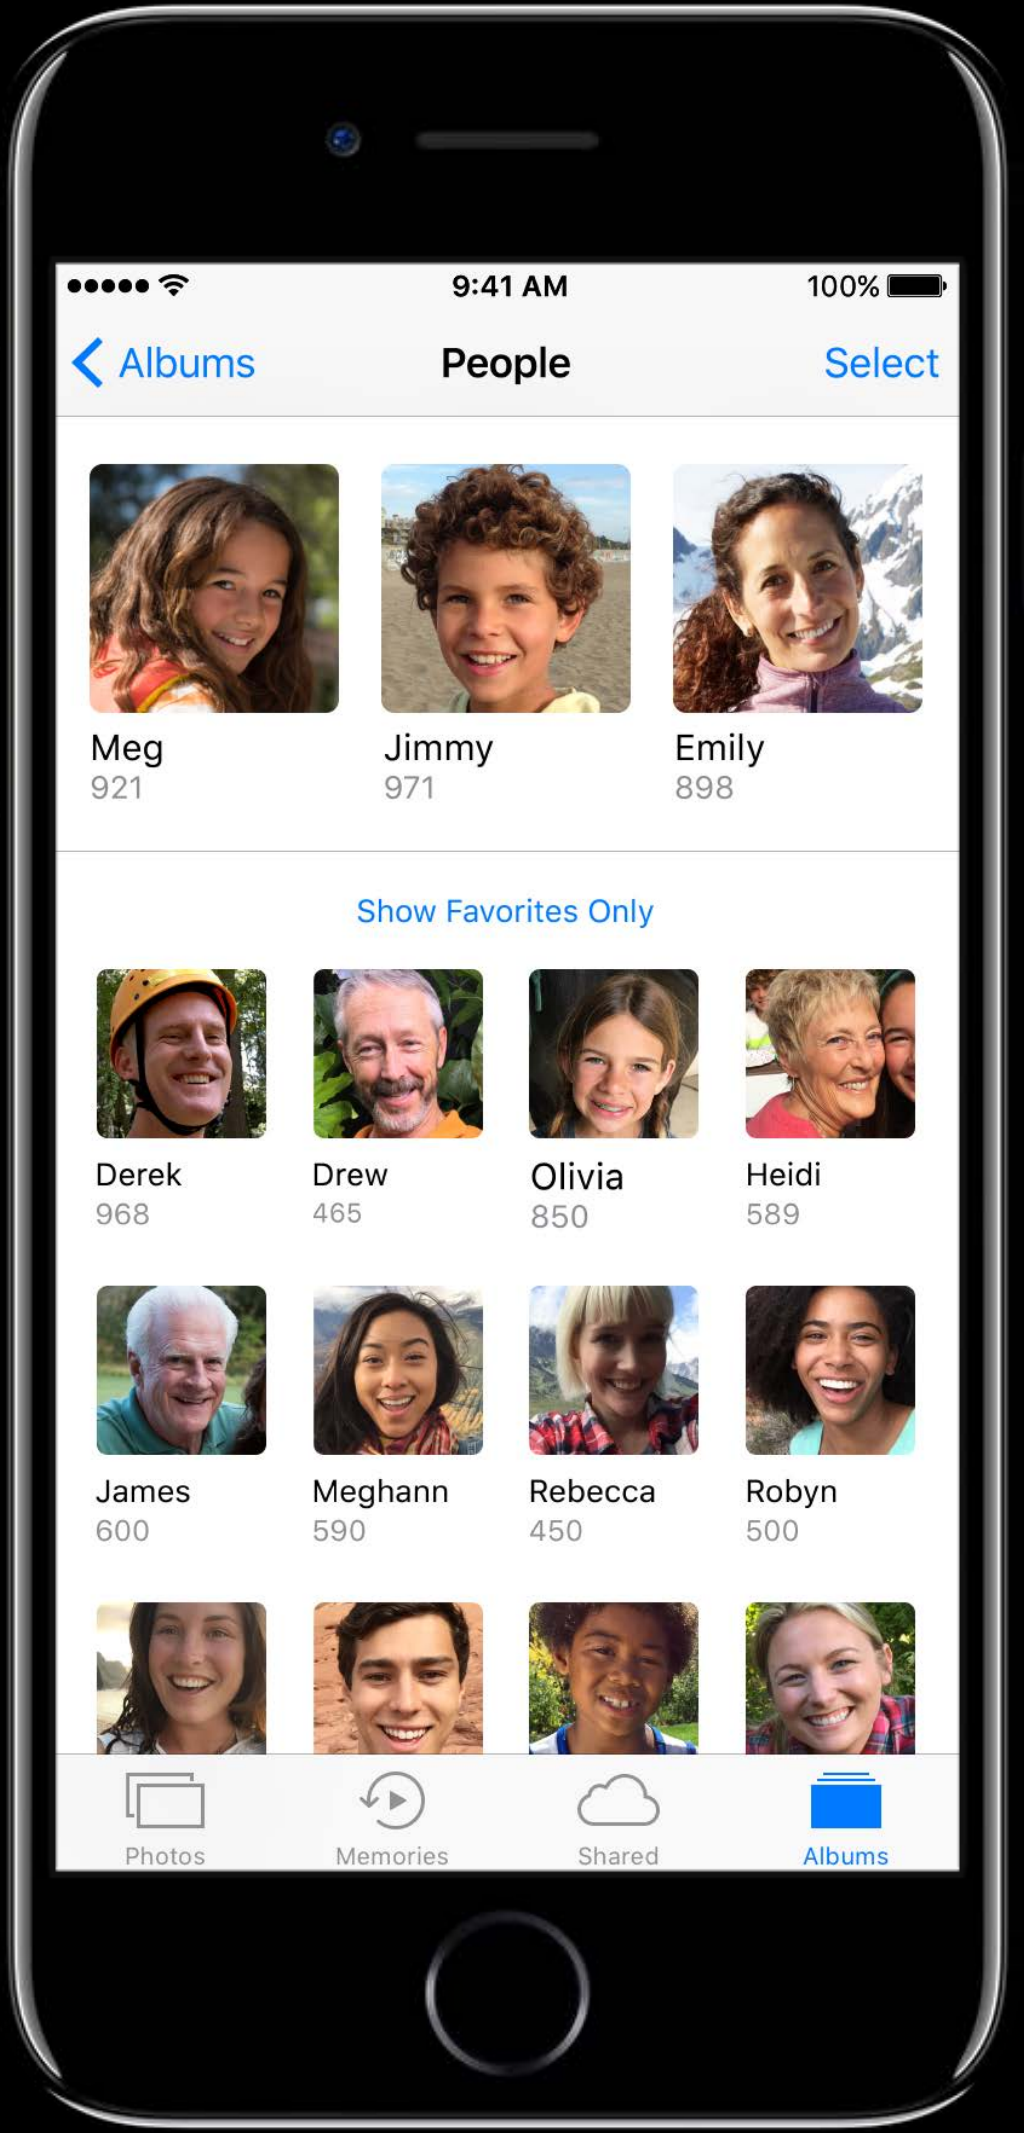 9:41 AM 100%
Albums People Select
Meg Jimmy Emily
921 971 898
Show Favorites Only
Derek Drew Olivia Heidi
968 465 850 589
James Meghann Rebecca Robyn
600 590 450 500
Photos Memories Shared Albums